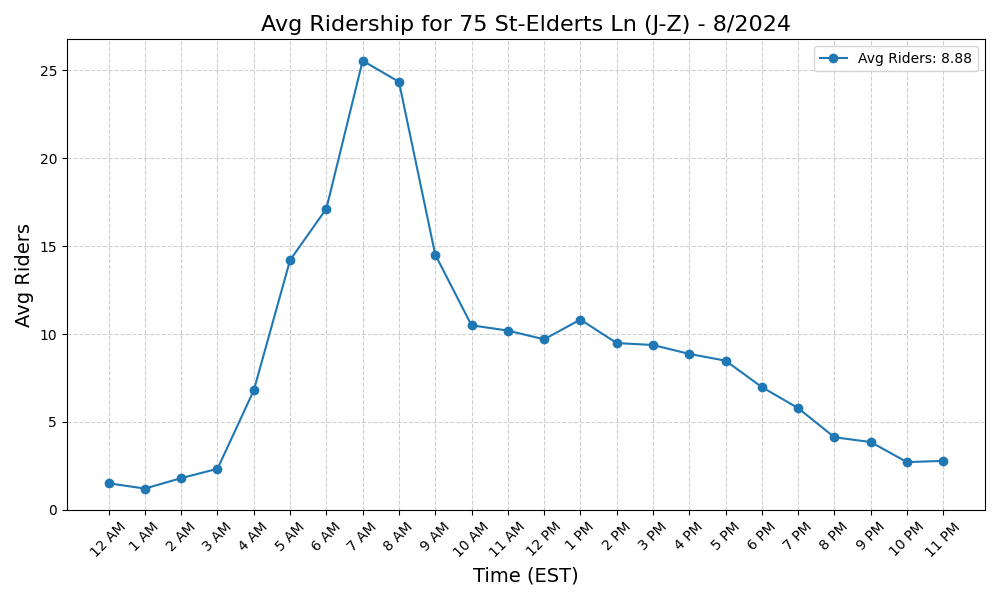 Avg Ridership for 75 St-Elderts Ln (J-Z) - 8/2024
Avg Riders: 8.88
Avg Riders
25
20
15
10
5
0
12 AM
1 AM
2 AM
3 AM
4 AM
5 AM
6 AM
7 AM
8 AM
9 AM
10 AM
11 AM
12 PM
1 PM
2 PM
3 PM
4 PM
5 PM
6 PM
7 PM
8 PM
9 PM
10 PM
11 PM
Time (EST)